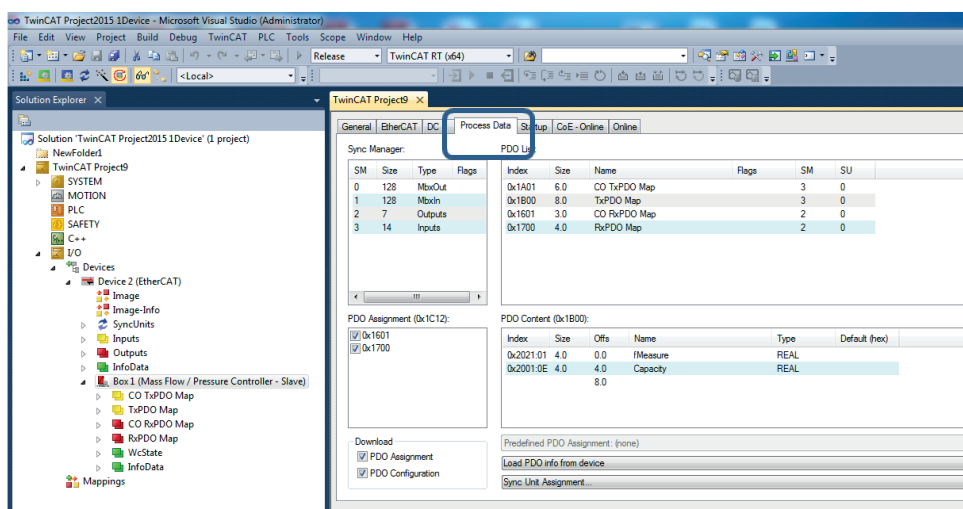 TwinCAT Project2015 1Device - Microsoft Visual Studio (Administrator)
File Edit View Project Build Debug TwinCAT PLC Tools Scope Window Help
Release TwinCAT RT (x64)
<Local>
Solution Explorer
TwinCAT Project9
Solution 'TwinCAT Project2015 1Device' (1 project)
NewFolder1
TwinCAT Project9
SYSTEM
MOTION
PLC
SAFETY
C++
I/O
Devices
Device 2 (EtherCAT)
Image
Image-Info
SyncUnits
Inputs
Outputs
InfoData
Box 1 (Mass Flow / Pressure Controller - Slave)
CO TxPDO Map
TxPDO Map
CO RxPDO Map
RxPDO Map
WcState
InfoData
Mappings
General EtherCAT DC Process Data Startup CoE - Online Online
Sync Manager:
SM Size Type Flags
0 128 MbxOut
1 128 MbxIn
2 7 Outputs
3 14 Inputs
PDO List
Index Size Name Flags SM SU
0x1A01 6.0 CO TxPDO Map 3 0
0x1B00 8.0 TxPDO Map 3 0
0x1601 3.0 CO RxPDO Map 2 0
0x1700 4.0 RxPDO Map 2 0
PDO Assignment (0x1C12):
0x1601
0x1700
PDO Content (0x1B00):
Index Size Offs Name Type Default (hex)
0x2021:01 4.0 0.0 fMeasure REAL
0x2001:0E 4.0 4.0 Capacity REAL
8.0
Download
PDO Assignment
PDO Configuration
Predefined PDO Assignment: (none)
Load PDO info from device
Sync Unit Assignment...